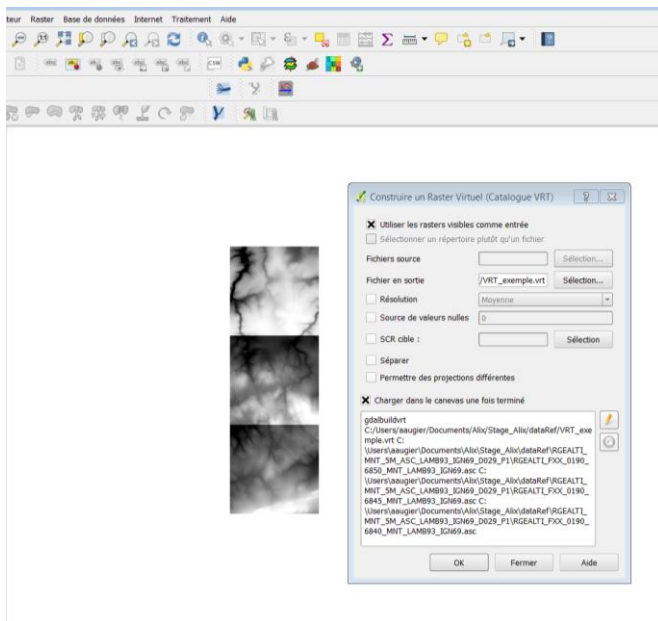 teur Raster Base de données Internet Traitement Aide
CSW
Construire un Raster Virtuel (Catalogue VRT)
Utiliser les rasters visibles comme entrée
Sélectionner un répertoire plutôt qu'un fichier
Fichiers source Sélection...
Fichier en sortie /VRT_exemple.vrt Sélection...
Résolution Moyenne
Source de valeurs nulles 0
SCR cible : Sélection
Séparer
Permettre des projections différentes
Charger dans le canevas une fois terminé
gdalbuildvrt
C:/Users/aaugier/Documents/Alix/Stage_Alix/dataRef/VRT_exe
mple.vrt C:
\Users\aaugier\Documents\Alix\Stage_Alix\dataRef\RGEALTI_
MNT_5M_ASC_LAMB93_IGN69_D029_P1\RGEALTI_FXX_0190_
6850_MNT_LAMB93_IGN69.asc C:
\Users\aaugier\Documents\Alix\Stage_Alix\dataRef\RGEALTI_
MNT_5M_ASC_LAMB93_IGN69_D029_P1\RGEALTI_FXX_0190_
6845_MNT_LAMB93_IGN69.asc C:
\Users\aaugier\Documents\Alix\Stage_Alix\dataRef\RGEALTI_
MNT_5M_ASC_LAMB93_IGN69_D029_P1\RGEALTI_FXX_0190_
6840_MNT_LAMB93_IGN69.asc
OK Fermer Aide